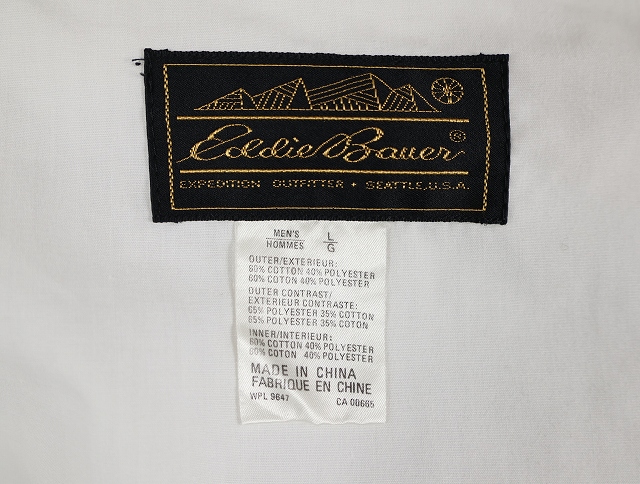 Eddie Bauer®
EXPEDITION OUTFITTER • SEATTLE, U.S.A.
MEN'S L
HOMMES G
OUTER/EXTERIEUR:
60% COTTON 40% POLYESTER
60% COTON 40% POLYESTER
OUTER CONTRAST/
EXTERIEUR CONTRASTE:
65% POLYESTER 35% COTTON
65% POLYESTER 35% COTON
INNER/INTERIEUR:
60% COTTON 40% POLYESTER
60% COTON 40% POLYESTER
MADE IN CHINA
FABRIQUE EN CHINE
WPL 9647 CA 00665